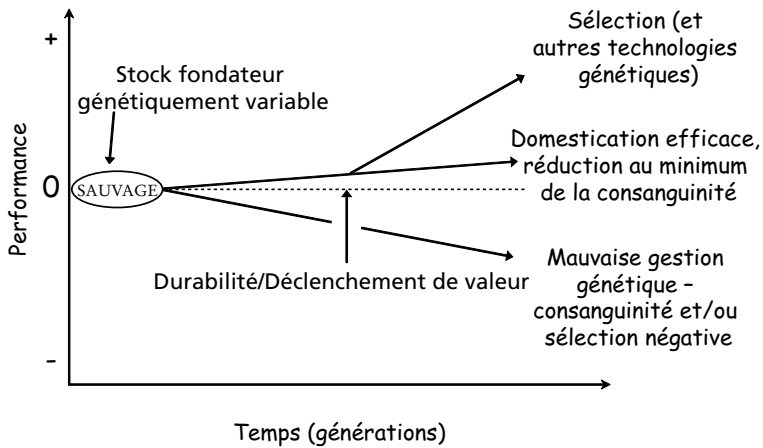 +
Performance
0
-
Stock fondateur
génétiquement variable
SAUVAGE
Sélection (et
autres technologies
génétiques)
Domestication efficace,
réduction au minimum
de la consanguinité
Durabilité/Déclenchement de valeur
Mauvaise gestion
génétique –
consanguinité et/ou
sélection négative
Temps (générations)